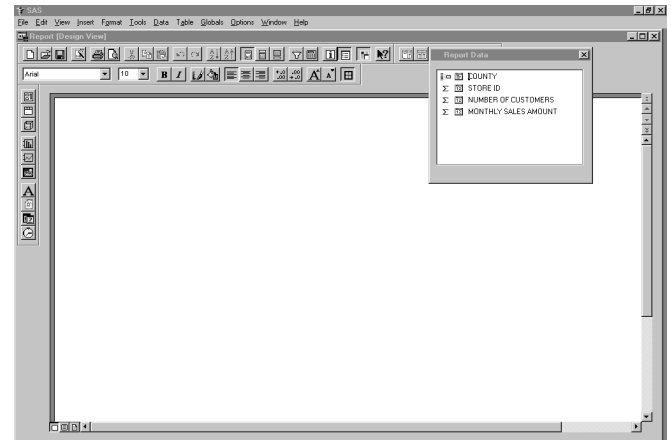 SAS
File Edit View Insert Format Tools Data Table Globals Options Window Help
Report [Design View]
Report Data
Arial 10 B I A A
COUNTY
STORE ID
NUMBER OF CUSTOMERS
MONTHLY SALES AMOUNT
A